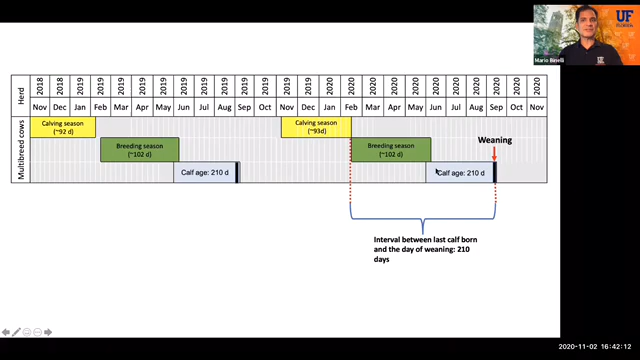 UF
Mario Binelli
Herd
2018 2018 2019 2019 2019 2019 2019 2019 2019 2019 2019 2019 2019 2019 2020 2020 2020 2020 2020 2020 2020 2020 2020 2020 2020
Nov Dec Jan Feb Mar Apr May Jun Jul Aug Sep Oct Nov Dec Jan Feb Mar Apr May Jun Jul Aug Sep Oct Nov
Multibreed cows
Calving season
(~92 d)
Calving season
(~93d)
Weaning
Breeding season
(~102 d)
Breeding season
(~102 d)
Calf age: 210 d
Calf age: 210 d
Interval between last calf born
and the day of weaning: 210
days
2020-11-02 16:42:12